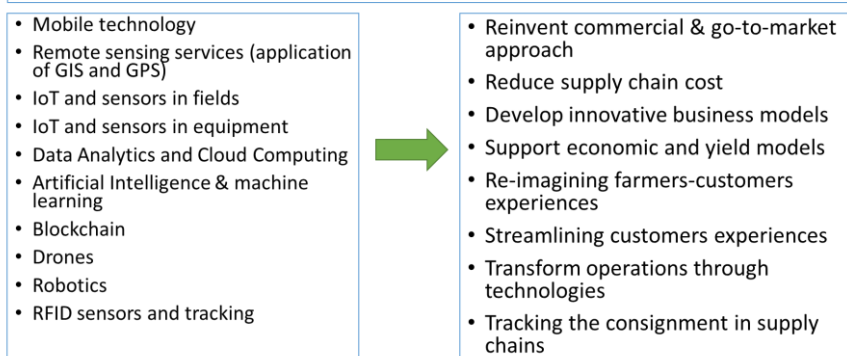 • Mobile technology
• Remote sensing services (application
of GIS and GPS)
• IoT and sensors in fields
• IoT and sensors in equipment
• Data Analytics and Cloud Computing
• Artificial Intelligence & machine
learning
• Blockchain
• Drones
• Robotics
• RFID sensors and tracking
• Reinvent commercial & go-to-market
approach
• Reduce supply chain cost
• Develop innovative business models
• Support economic and yield models
• Re-imagining farmers-customers
experiences
• Streamlining customers experiences
• Transform operations through
technologies
• Tracking the consignment in supply
chains